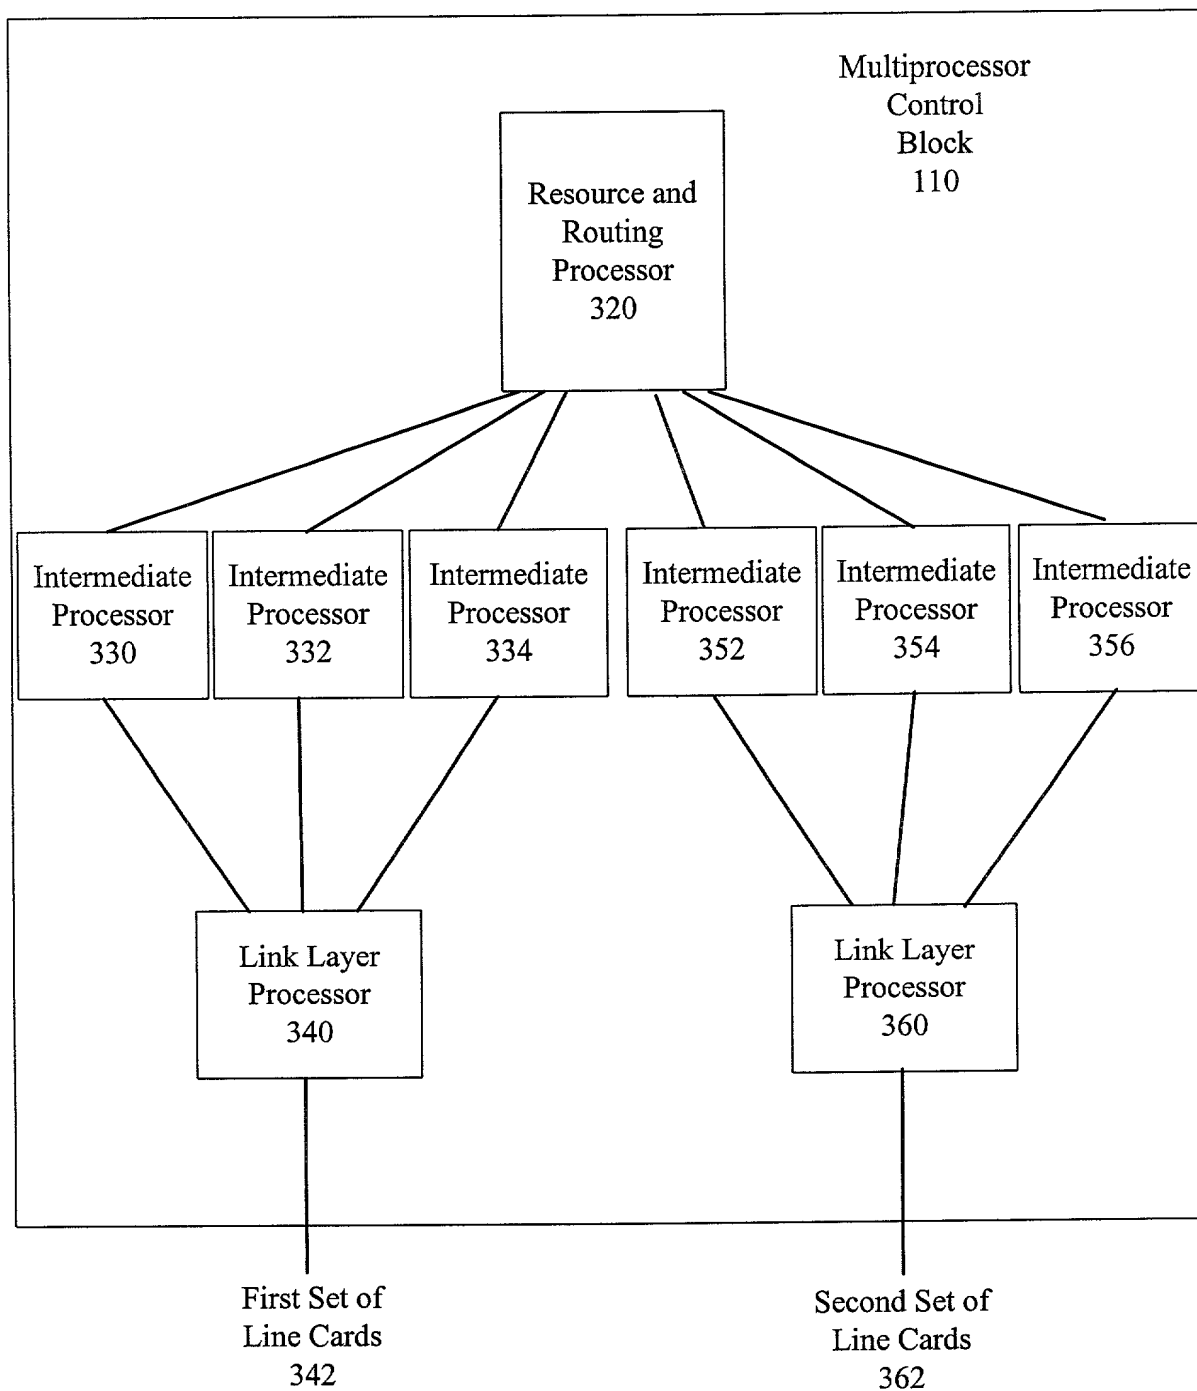 Multiprocessor
Control
Block
110
Resource and
Routing
Processor
320
Intermediate
Processor
330
Intermediate
Processor
332
Intermediate
Processor
334
Intermediate
Processor
352
Intermediate
Processor
354
Intermediate
Processor
356
Link Layer
Processor
340
Link Layer
Processor
360
First Set of
Line Cards
342
Second Set of
Line Cards
362